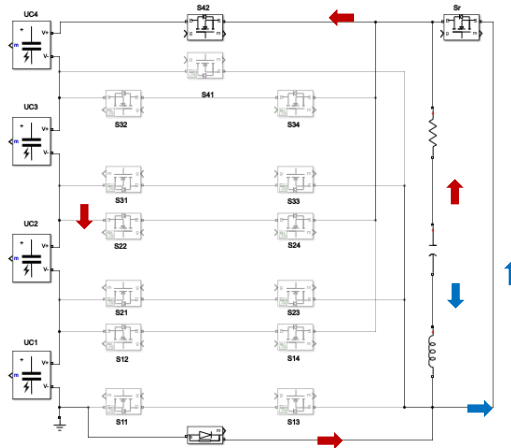 S42
Sr
UC4
+
V+
m
V-
S41
S32
S34
UC3
+
V+
m
V-
S31
S33
UC2
+
V+
m
V-
S22
S24
S21
S23
UC1
+
V+
m
V-
S12
S14
S11
S13